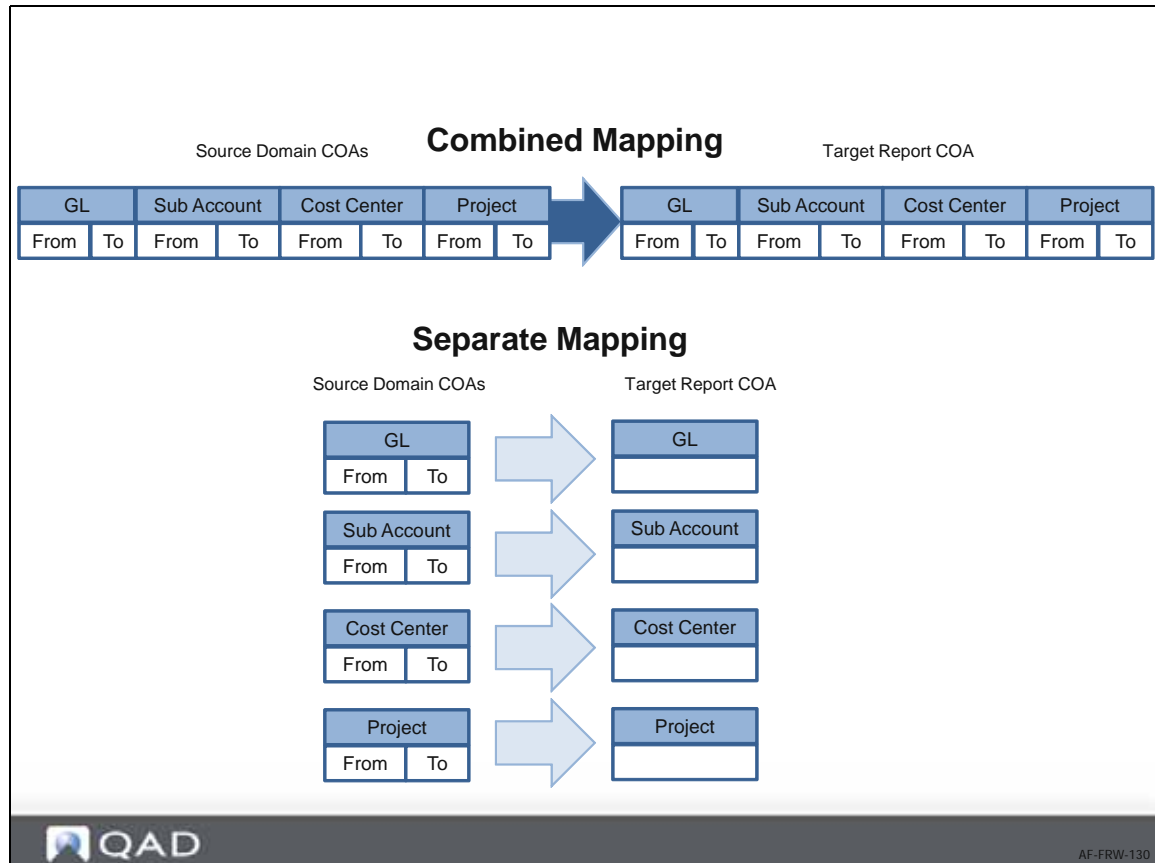 Combined Mapping
Source Domain COAs
Target Report COA
GL Sub Account Cost Center Project GL Sub Account Cost Center Project
From To From To From To From To From To From To From To From To
Separate Mapping
Source Domain COAs
Target Report COA
GL GL
From To
Sub Account Sub Account
From To
Cost Center Cost Center
From To
Project Project
From To
QAD
AF-FRW-130